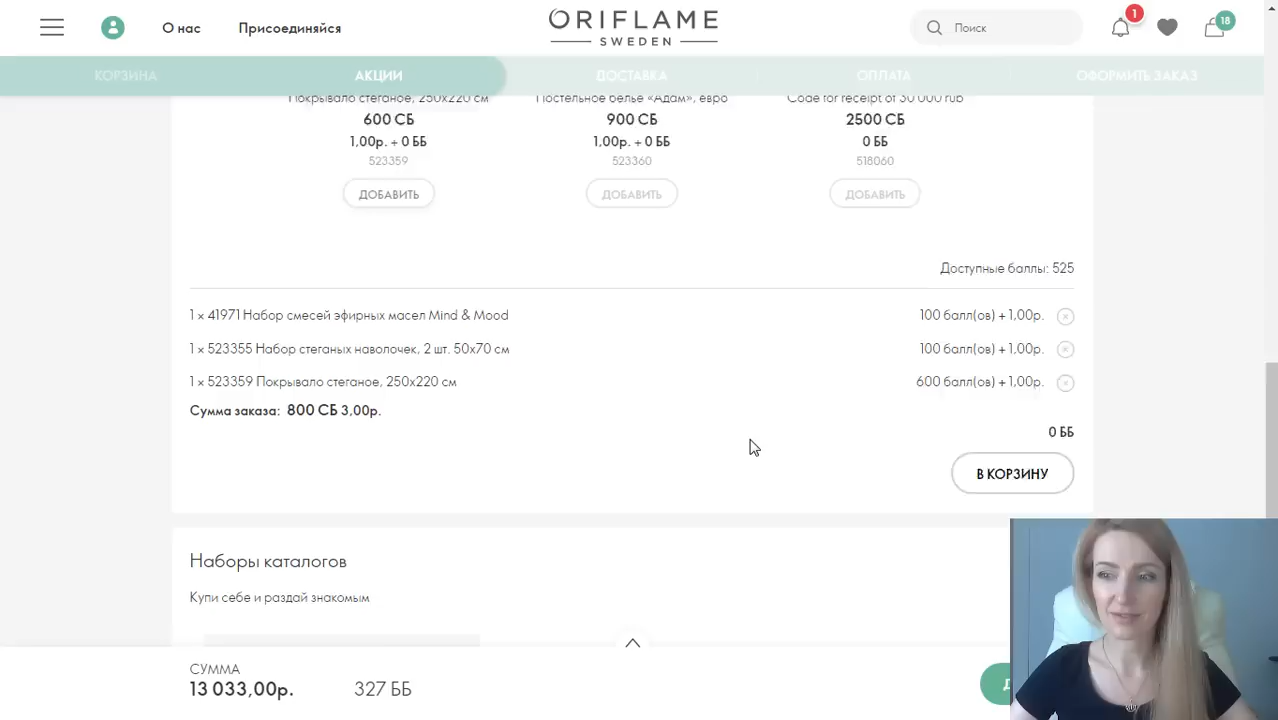 О нас
Присоединяйся
ORIFLAME
SWEDEN
Поиск
1
18
КОРЗИНА
АКЦИИ
ДОСТАВКА
ОПЛАТА
ОФОРМИТЬ ЗАКАЗ
Покрывало стеганое, 250x220 см
Постельное белье «Адам», евро
Code for receipt of 30 000 rub
600 СБ
900 СБ
2500 СБ
1,00р. + 0 ББ
1,00р. + 0 ББ
0 ББ
523359
523360
518060
ДОБАВИТЬ
ДОБАВИТЬ
ДОБАВИТЬ
Доступные баллы: 525
1 × 41971 Набор смесей эфирных масел Mind & Mood
100 балл(ов) + 1,00р.
1 × 523355 Набор стеганых наволочек, 2 шт. 50x70 см
100 балл(ов) + 1,00р.
1 × 523359 Покрывало стеганое, 250x220 см
600 балл(ов) + 1,00р.
Сумма заказа: 800 СБ 3,00р.
0 ББ
В КОРЗИНУ
Наборы каталогов
Купи себе и раздай знакомым
СУММА
13 033,00р.
327 ББ